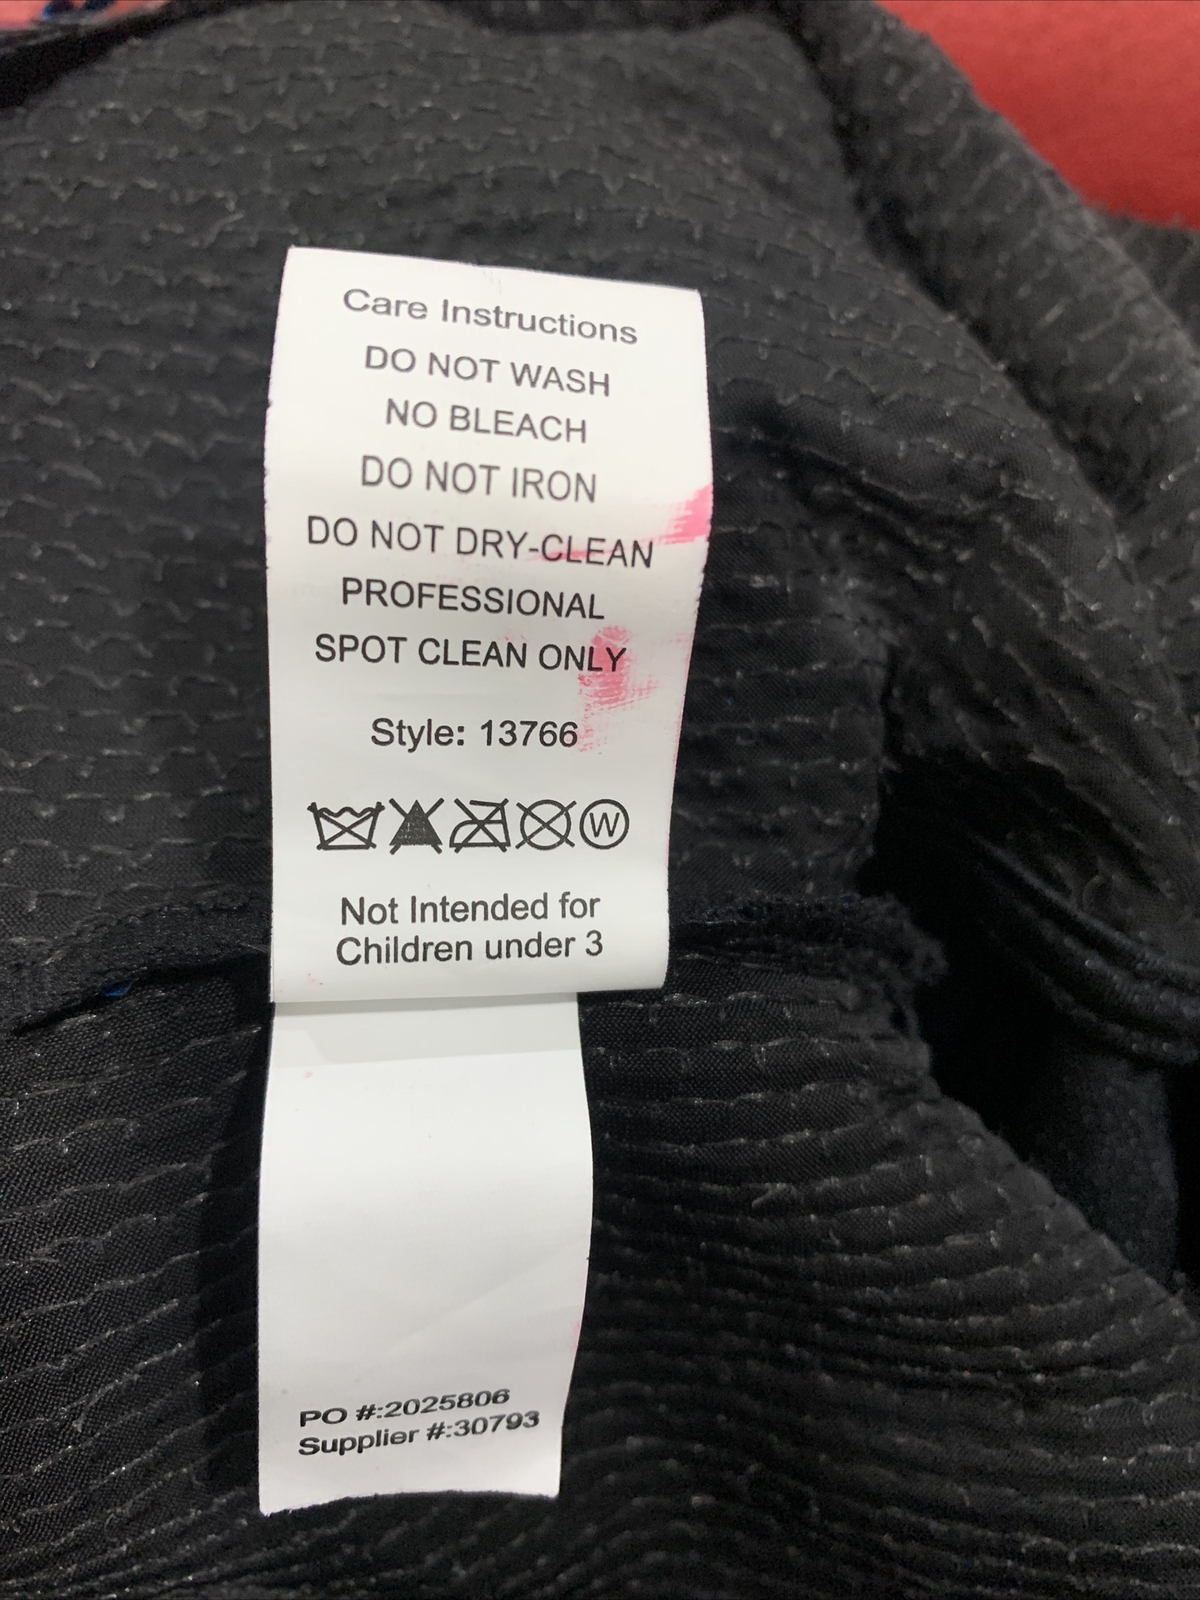 Care Instructions
DO NOT WASH
NO BLEACH
DO NOT IRON
DO NOT DRY-CLEAN
PROFESSIONAL
SPOT CLEAN ONLY
Style: 13766
W
Not Intended for
Children under 3
PO #:2025806
Supplier #:30793